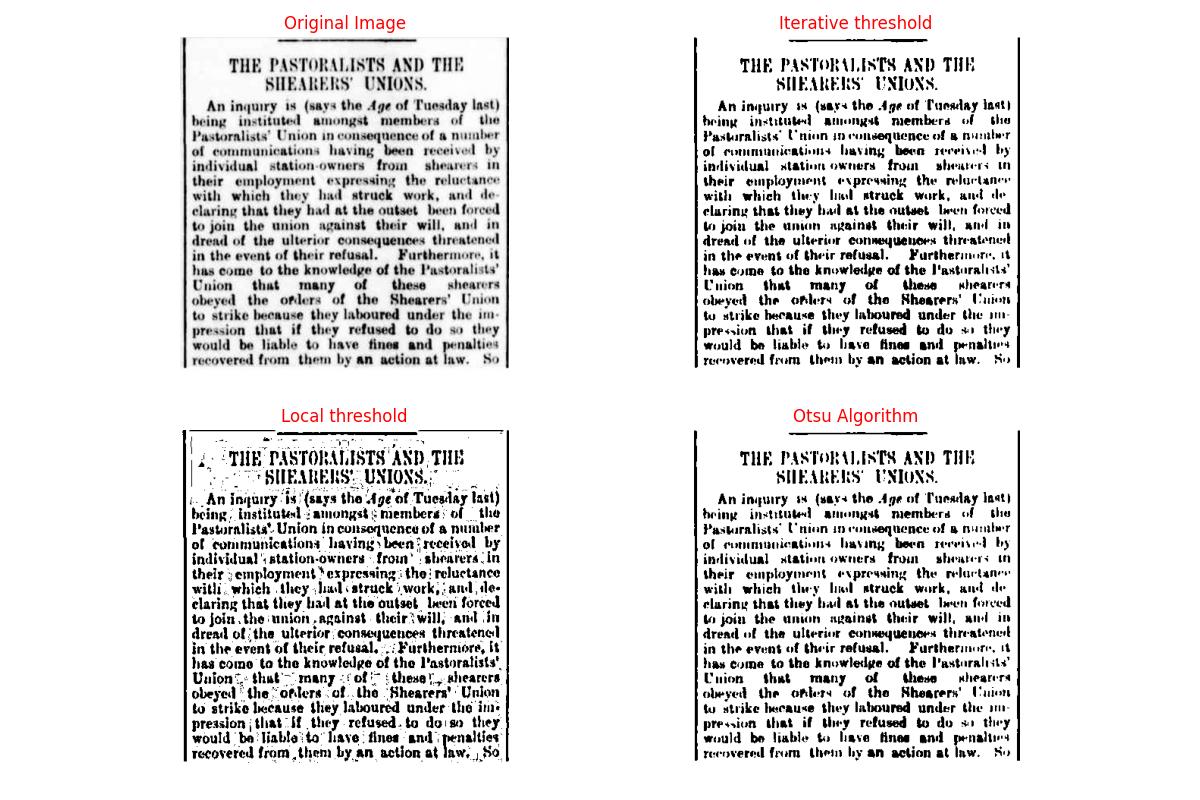 Original Image
THE PASTORALISTS AND THE
SHEARERS' UNIONS.
An inquiry is (says the Age of Tuesday last)
being instituted amongst members of the
Pastoralists' Union in consequence of a number
of communications having been received by
individual station-owners from shearers in
their employment expressing the reluctance
with which they had struck work, and de-
claring that they had at the outset been forced
to join the union against their will, and in
dread of the ulterior consequences threatened
in the event of their refusal. Furthermore, it
has come to the knowledge of the Pastoralists'
Union that many of these shearers
obeyed the orders of the Shearers' Union
to strike because they laboured under the im-
pression that if they refused to do so they
would be liable to have fines and penalties
recovered from them by an action at law. So
Iterative threshold
THE PASTORALISTS AND THE
SHEARERS' UNIONS.
An inquiry is (says the Age of Tuesday last)
being instituted amongst members of the
Pastoralists' Union in consequence of a number
of communications having been received by
individual station owners from shearers in
their employment expressing the reluctance
with which they had struck work, and de-
claring that they had at the outset been forced
to join the union against their will, and in
dread of the ulterior consequences threatened
in the event of their refusal. Furthermore, it
has come to the knowledge of the Pastoralists'
Union that many of these shearers
obeyed the orders of the Shearers' Union
to strike because they laboured under the im-
pression that if they refused to do so they
would be liable to have fines and penalties
recovered from them by an action at law. So
Local threshold
THE PASTORALISTS AND THE
SHEARERS' UNIONS.
An inquiry is (says the Age of Tuesday last)
being instituted amongst members of the
Pastoralists' Union in consequence of a number
of communications having been received by
individual station-owners from shearers in
their employment expressing the reluctance
with which they had struck work, and de-
claring that they had at the outset been forced
to join the union against their will, and in
dread of the ulterior consequences threatened
in the event of their refusal. Furthermore, it
has come to the knowledge of the Pastoralists'
Union that many of these shearers
obeyed the orders of the Shearers' Union
to strike because they laboured under the im-
pression that if they refused to do so they
would be liable to have fines and penalties
recovered from them by an action at law. So
Otsu Algorithm
THE PASTORALISTS AND THE
SHEARERS' UNIONS.
An inquiry is (says the Age of Tuesday last)
being instituted amongst members of the
Pastoralists' Union in consequence of a number
of communications having been received by
individual station owners from shearers in
their employment expressing the reluctance
with which they had struck work, and de-
claring that they had at the outset been forced
to join the union against their will, and in
dread of the ulterior consequences threatened
in the event of their refusal. Furthermore, it
has come to the knowledge of the Pastoralists'
Union that many of these shearers
obeyed the orders of the Shearers' Union
to strike because they laboured under the im-
pression that if they refused to do so they
would be liable to have fines and penalties
recovered from them by an action at law. So